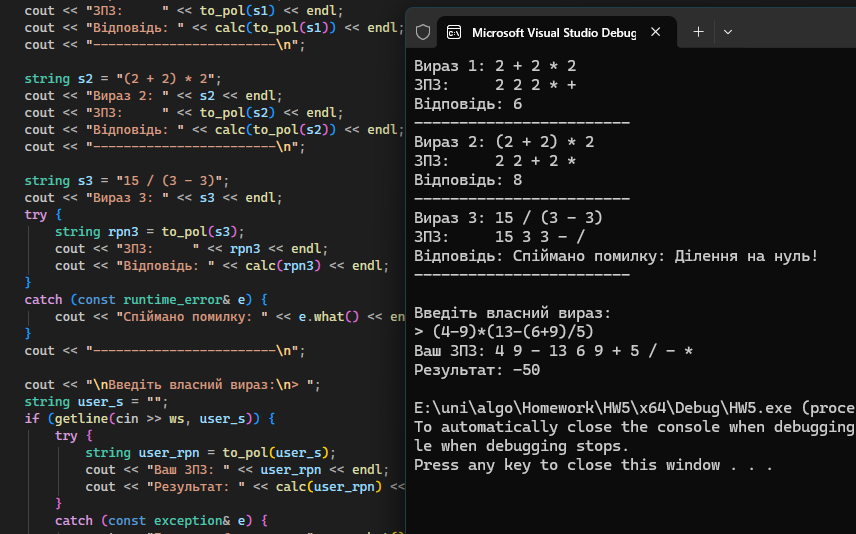 cout << "ЗПЗ:     " << to_pol(s1) << endl;
cout << "Відповідь: " << calc(to_pol(s1)) << endl;
cout << "------------------------\n";
string s2 = "(2 + 2) * 2";
cout << "Вираз 2: " << s2 << endl;
cout << "ЗПЗ:     " << to_pol(s2) << endl;
cout << "Відповідь: " << calc(to_pol(s2)) << endl;
cout << "------------------------\n";
string s3 = "15 / (3 - 3)";
cout << "Вираз 3: " << s3 << endl;
try {
string rpn3 = to_pol(s3);
cout << "ЗПЗ:     " << rpn3 << endl;
cout << "Відповідь: " << calc(rpn3) << endl;
}
catch (const runtime_error& e) {
cout << "Спіймано помилку: " << e.what() << en
}
cout << "------------------------\n";
cout << "\nВведіть власний вираз:\n> ";
string user_s = "";
if (getline(cin >> ws, user_s)) {
try {
string user_rpn = to_pol(user_s);
cout << "Ваш ЗПЗ: " << user_rpn << endl;
cout << "Результат: " << calc(user_rpn) <<
}
catch (const exception& e) {
Microsoft Visual Studio Debug
Вираз 1: 2 + 2 * 2
ЗПЗ:     2 2 2 * +
Відповідь: 6
------------------------
Вираз 2: (2 + 2) * 2
ЗПЗ:     2 2 + 2 *
Відповідь: 8
------------------------
Вираз 3: 15 / (3 - 3)
ЗПЗ:     15 3 3 - /
Відповідь: Спіймано помилку: Ділення на нуль!
------------------------
Введіть власний вираз:
> (4-9)*(13-(6+9)/5)
Ваш ЗПЗ: 4 9 - 13 6 9 + 5 / - *
Результат: -50
E:\uni\algo\Homework\HW5\x64\Debug\HW5.exe (proce
To automatically close the console when debugging
le when debugging stops.
Press any key to close this window . . .